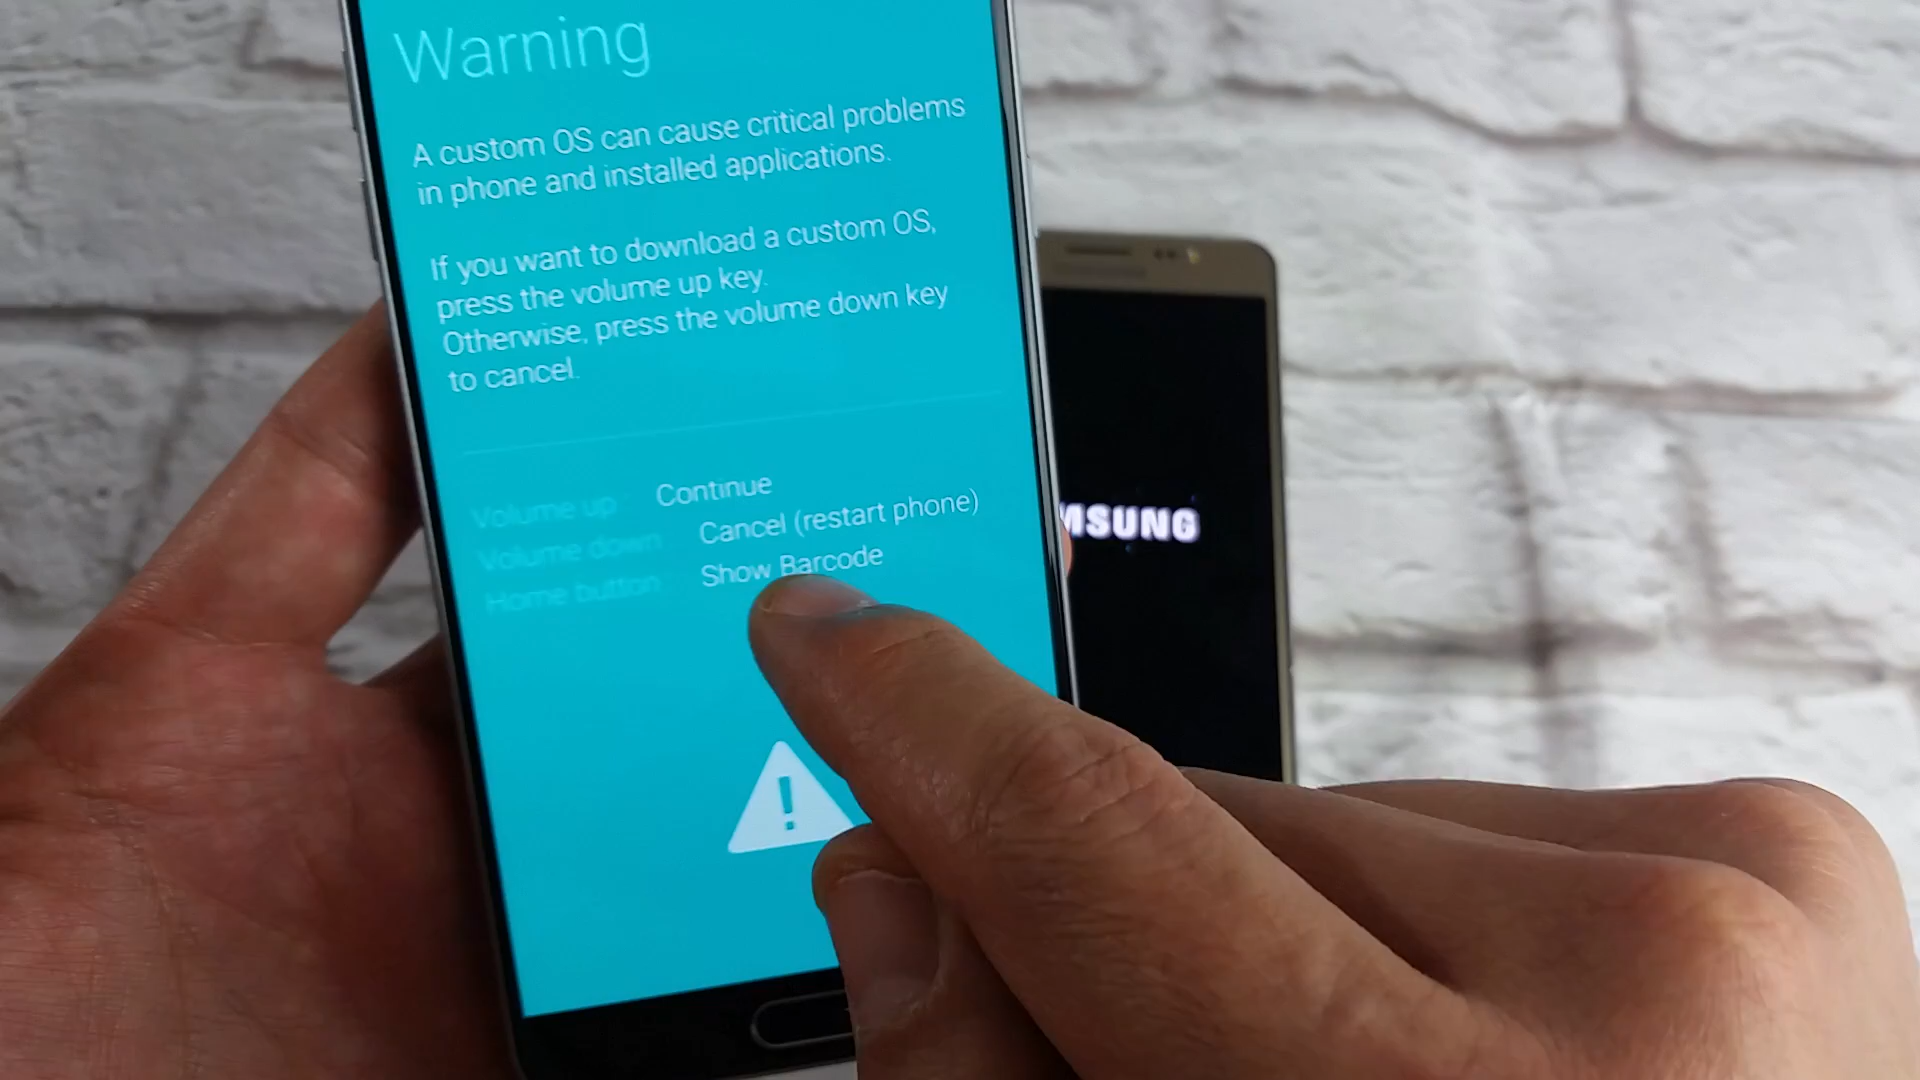 Warning
A custom OS can cause critical problems
in phone and installed applications.
If you want to download a custom OS,
press the volume up key.
Otherwise, press the volume down key
to cancel.
Volume up: Continue
Volume down: Cancel (restart phone)
Home button: Show Barcode
MSUNG